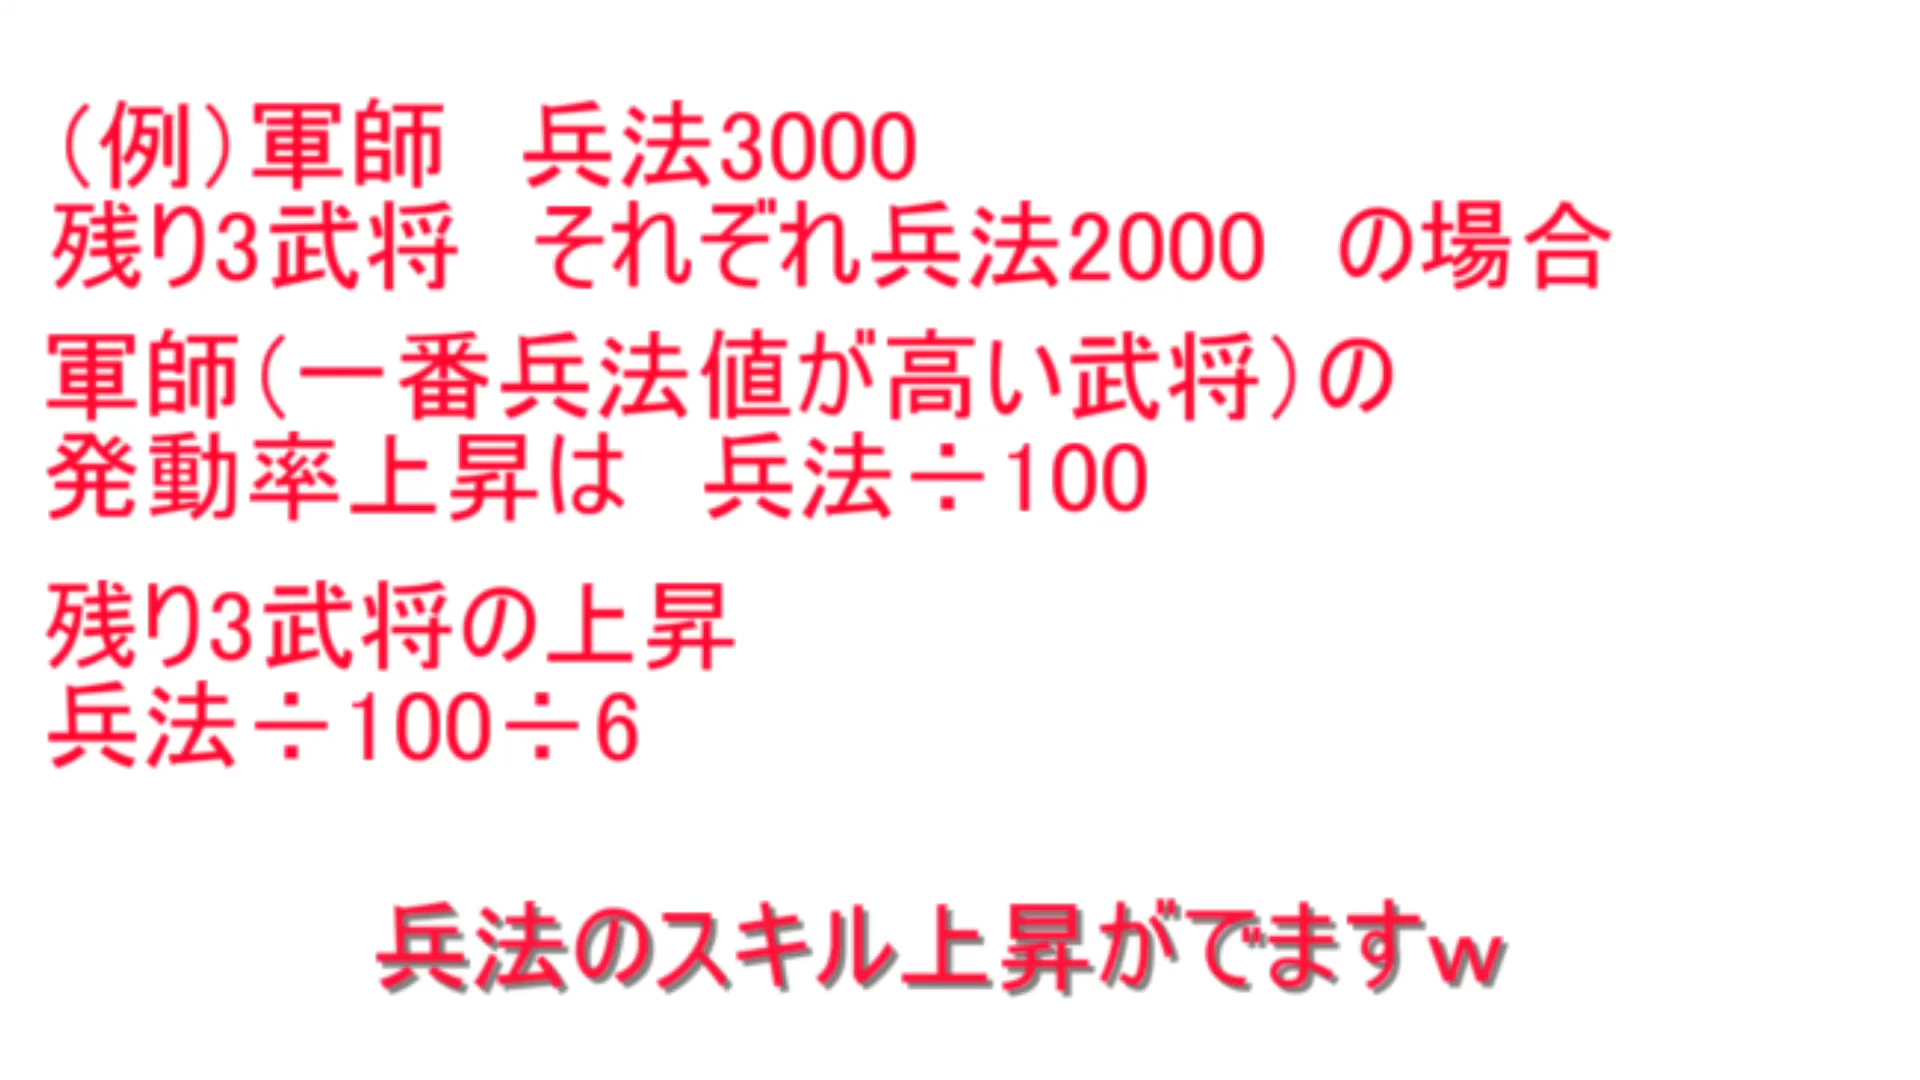 （例）軍師　兵法3000
残り3武将　それぞれ兵法2000　の場合
軍師（一番兵法値が高い武将）の
発動率上昇は　兵法÷100
残り3武将の上昇
兵法÷100÷6
兵法のスキル上昇がでますｗ